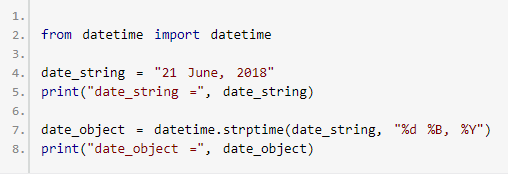 1.
2. from datetime import datetime
3.
4. date_string = "21 June, 2018"
5. print("date_string =", date_string)
6.
7. date_object = datetime.strptime(date_string, "%d %B, %Y")
8. print("date_object =", date_object)